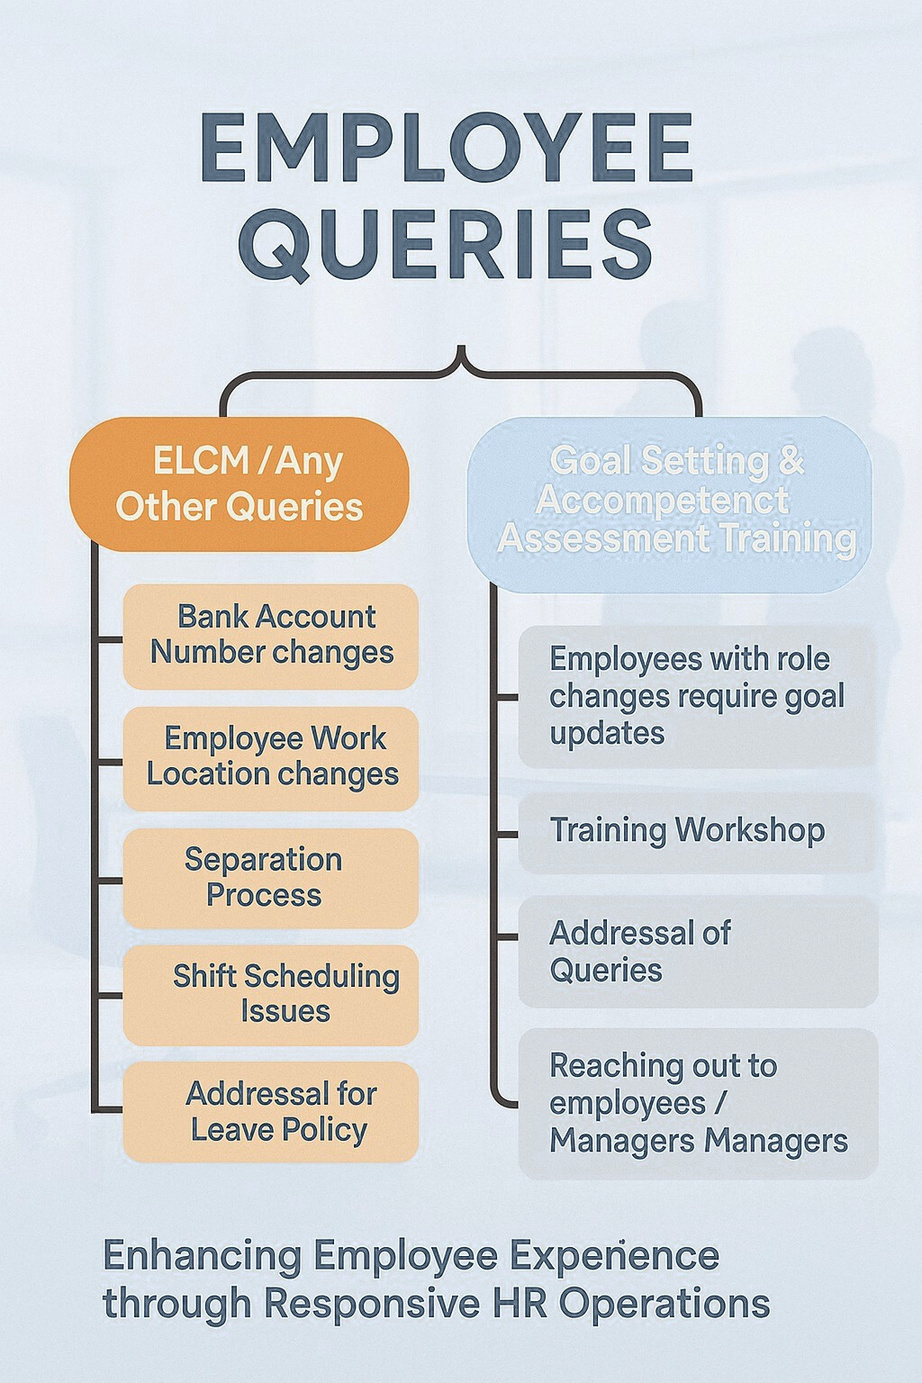 EMPLOYEE
QUERIES
ELCM / Any
Other Queries
Bank Account
Number changes
Employee Work
Location changes
Separation
Process
Shift Scheduling
Issues
Addressal for
Leave Policy
Goal Setting &
Accompetenct
Assessment Training
Employees with role
changes require goal
updates
Training Workshop
Addressal of
Queries
Reaching out to
employees /
Managers Managers
Enhancing Employee Experience
through Responsive HR Operations